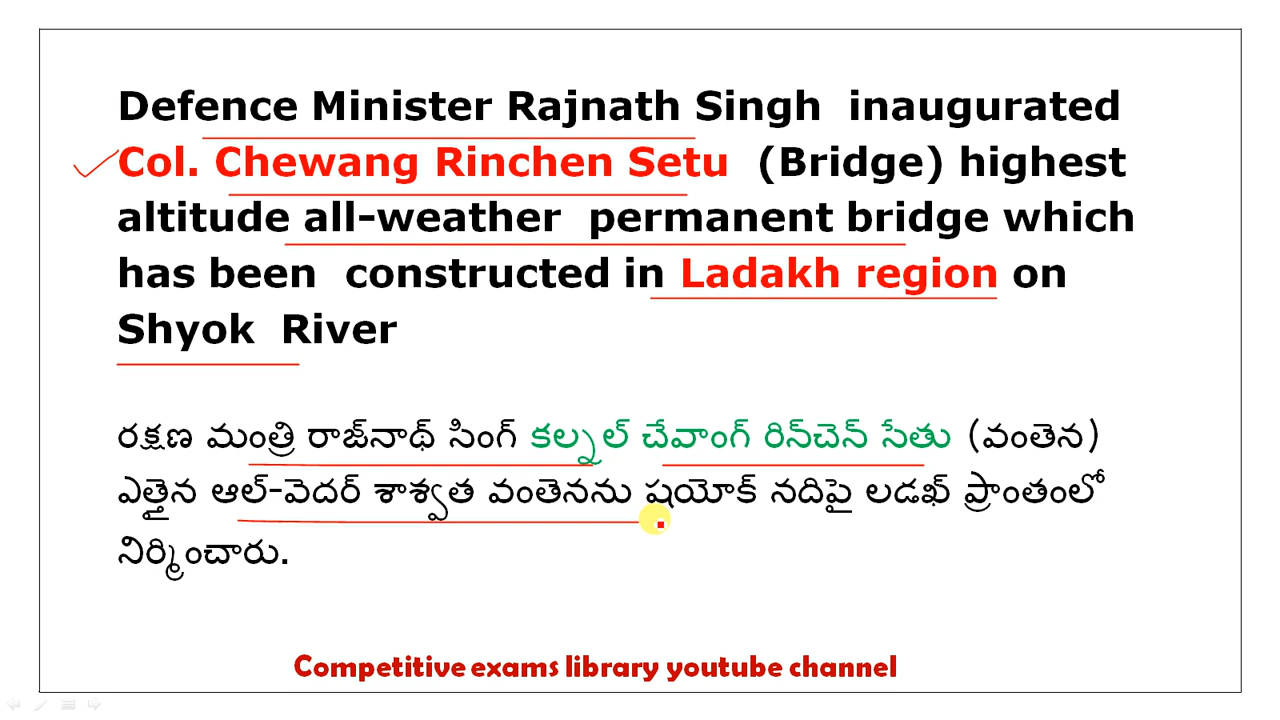 Defence Minister Rajnath Singh inaugurated
Col. Chewang Rinchen Setu (Bridge) highest
altitude all-weather permanent bridge which
has been constructed in Ladakh region on
Shyok River
రక్షణ మంత్రి రాజ్‌నాథ్ సింగ్ కల్నల్ చేవాంగ్ రిన్‌చెన్ సేతు (వంతెన)
ఎత్తైన ఆల్-వెదర్ శాశ్వత వంతెనను షయోక్ నదిపై లడఖ్ ప్రాంతంలో
నిర్మించారు.
Competitive exams library youtube channel